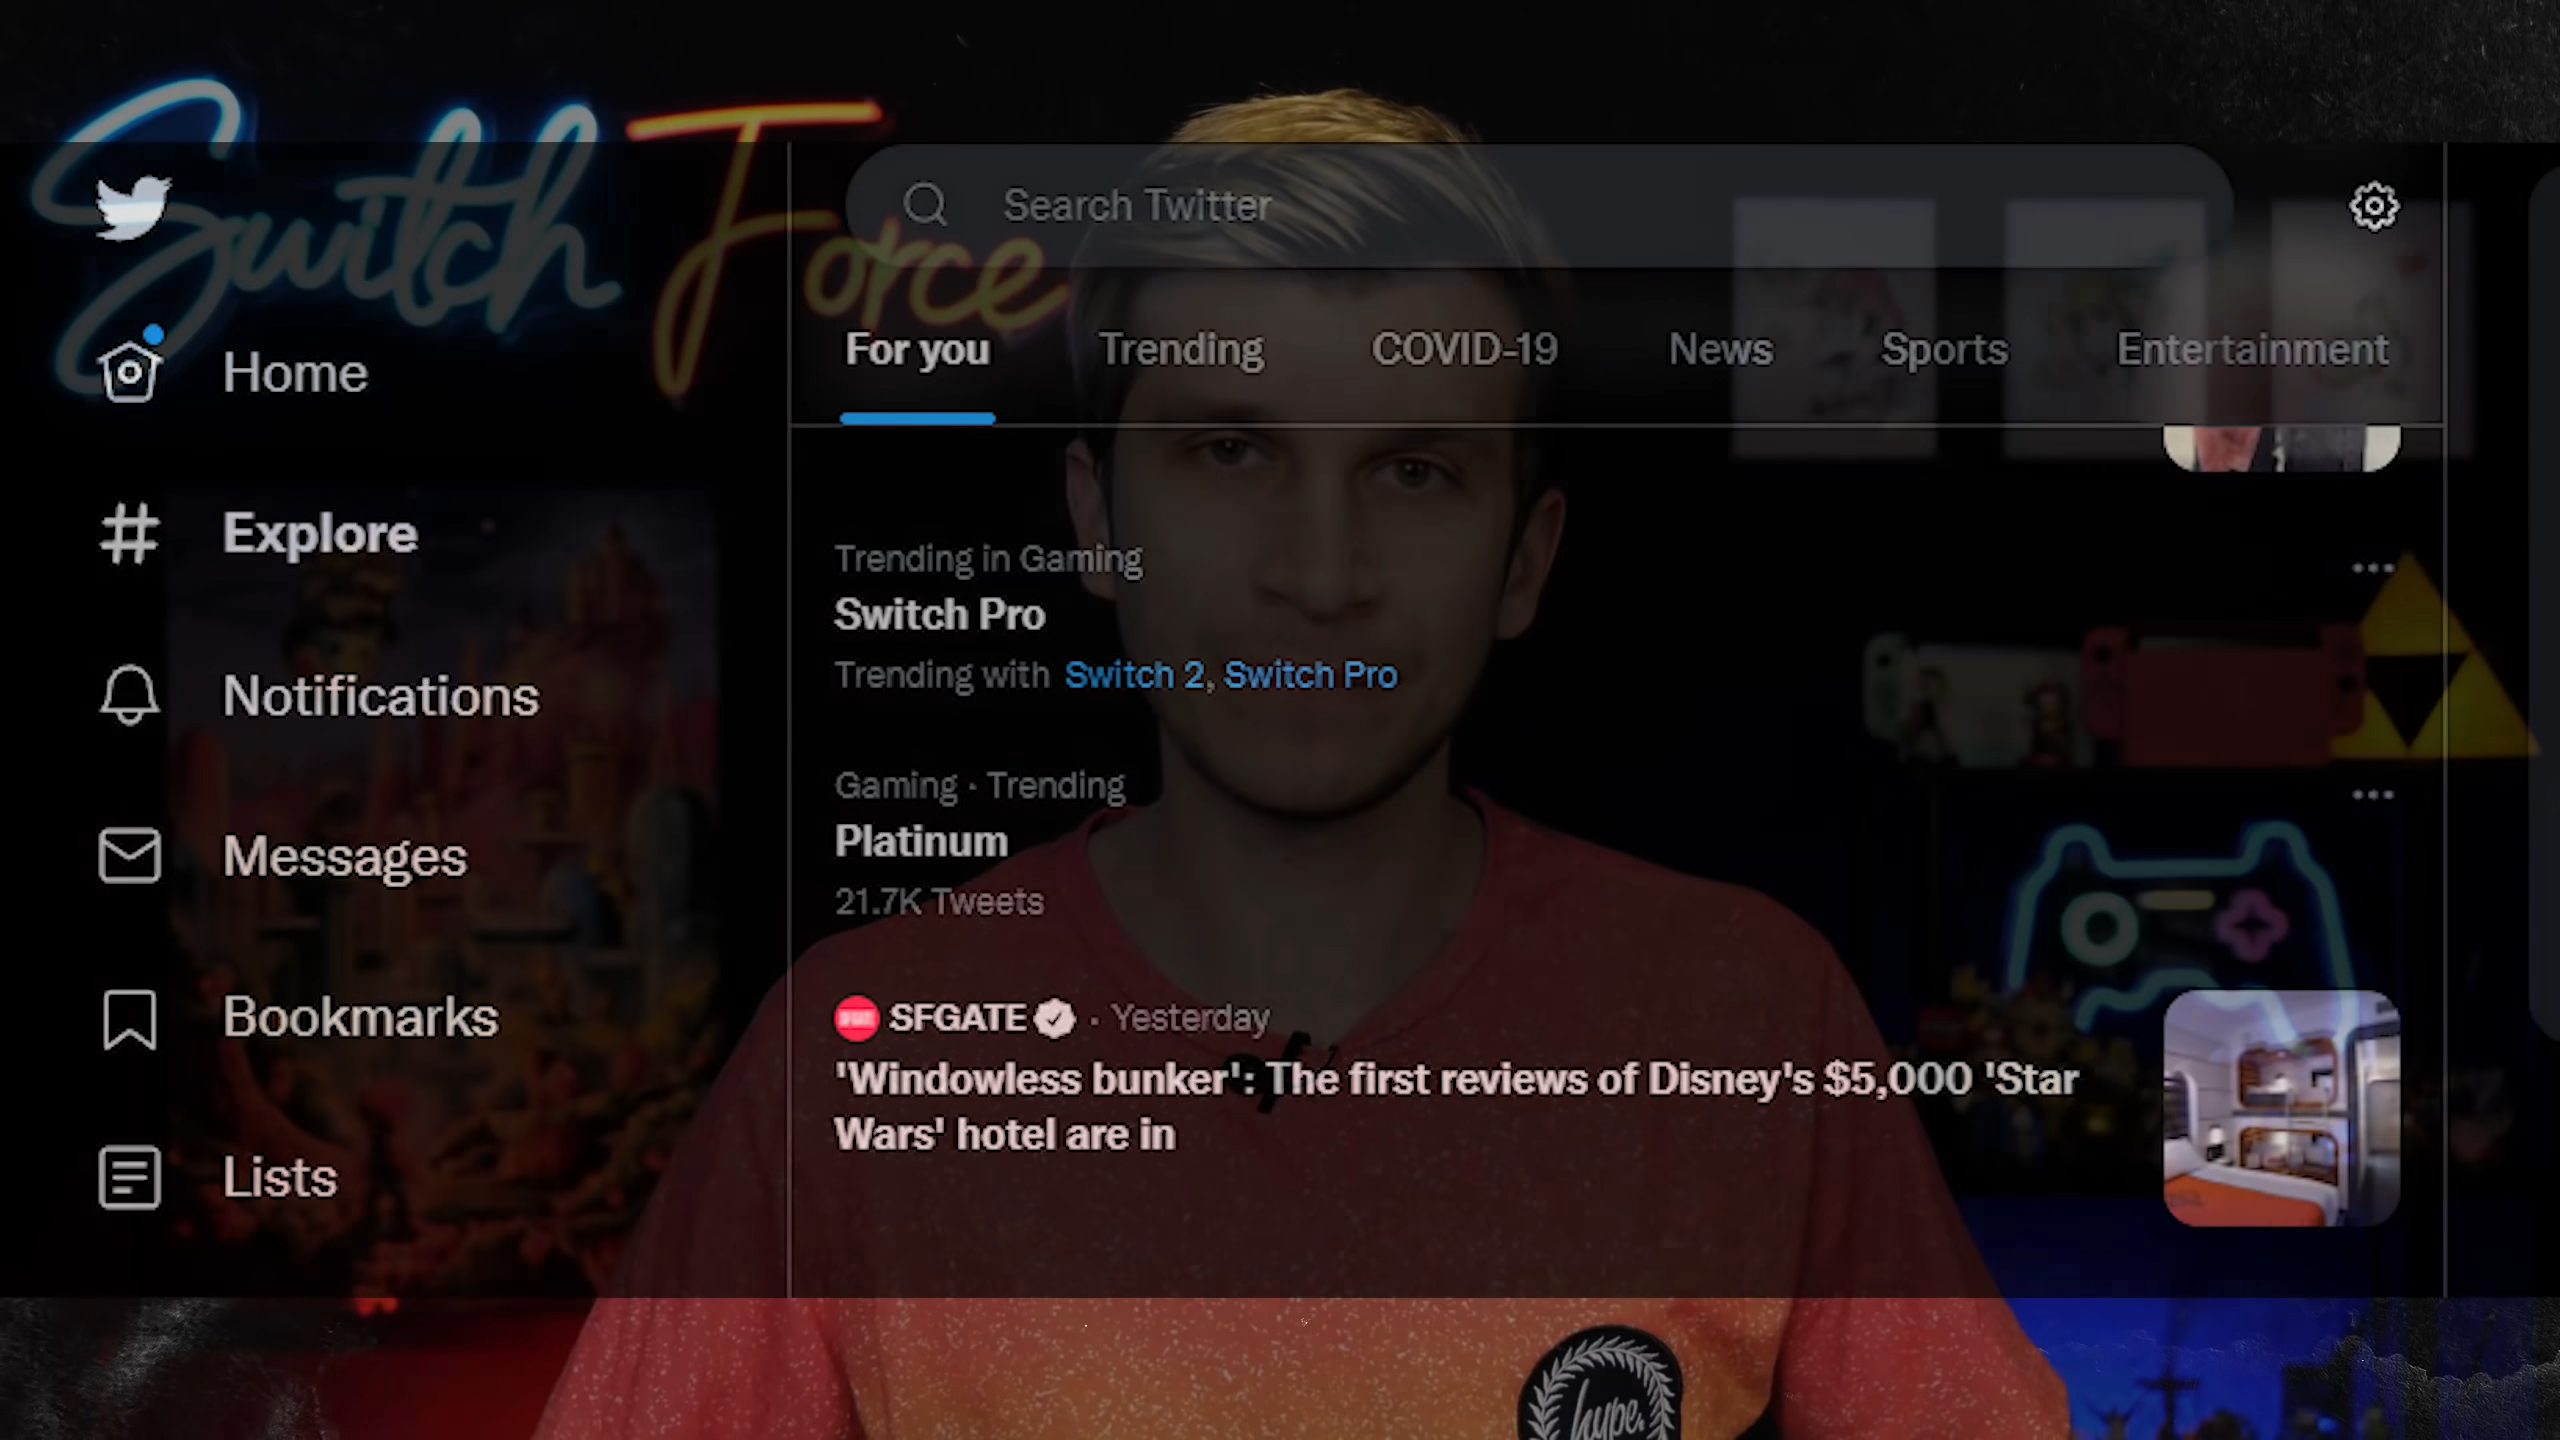 Switch Force
Search Twitter
Home
For you
Trending
COVID-19
News
Sports
Entertainment
Explore
Trending in Gaming
Switch Pro
Trending with Switch 2, Switch Pro
Notifications
Gaming · Trending
Platinum
21.7K Tweets
Messages
SFGATE · Yesterday
'Windowless bunker': The first reviews of Disney's $5,000 'Star
Wars' hotel are in
Bookmarks
Lists
hype.